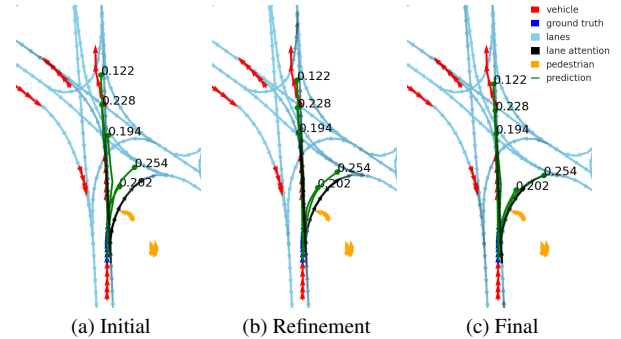 vehicle
ground truth
lanes
lane attention
pedestrian
prediction
0.122
0.228
0.194
0.254
0.202
0.122
0.228
0.194
0.254
0.202
0.122
0.228
0.194
0.254
0.202
(a) Initial
(b) Refinement
(c) Final